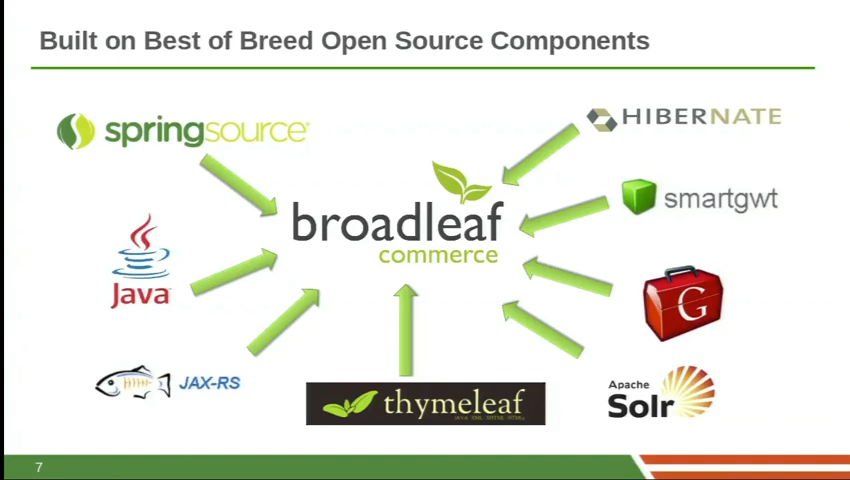 Built on Best of Breed Open Source Components
springsource
HIBERNATE
smartgwt
broadleaf
commerce
Java
G
JAX-RS
thymeleaf
Apache
Solr
7